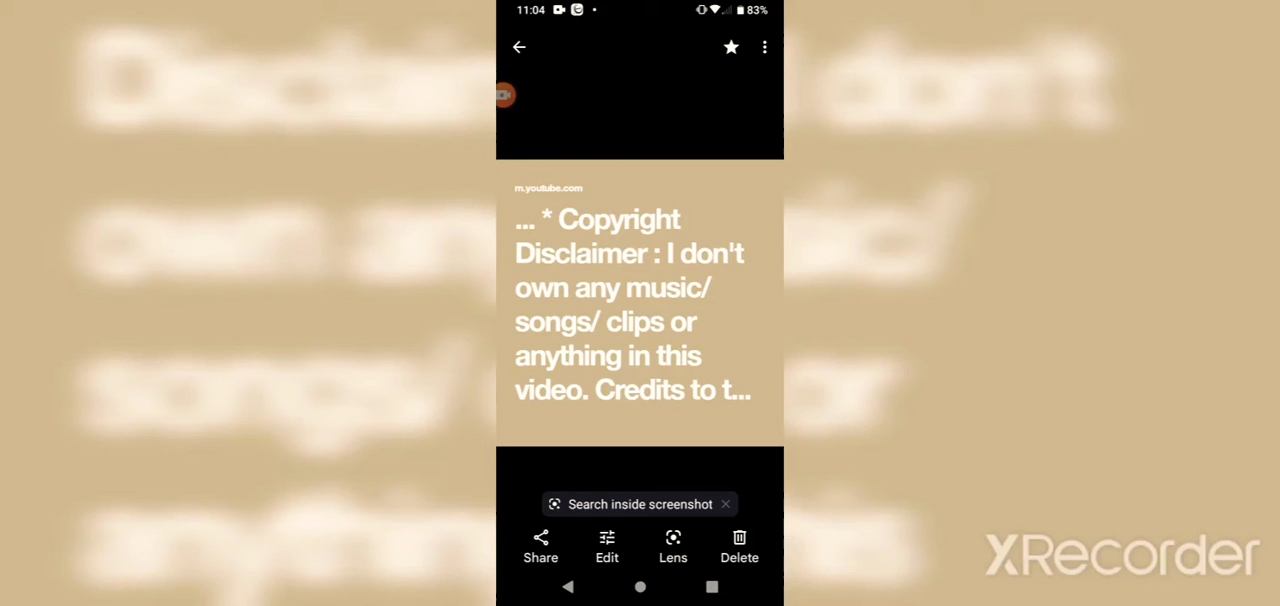 11:04
83%
m.youtube.com
... * Copyright
Disclaimer : I don't
own any music/
songs/ clips or
anything in this
video. Credits to t...
Search inside screenshot
Share Edit Lens Delete
XRecorder